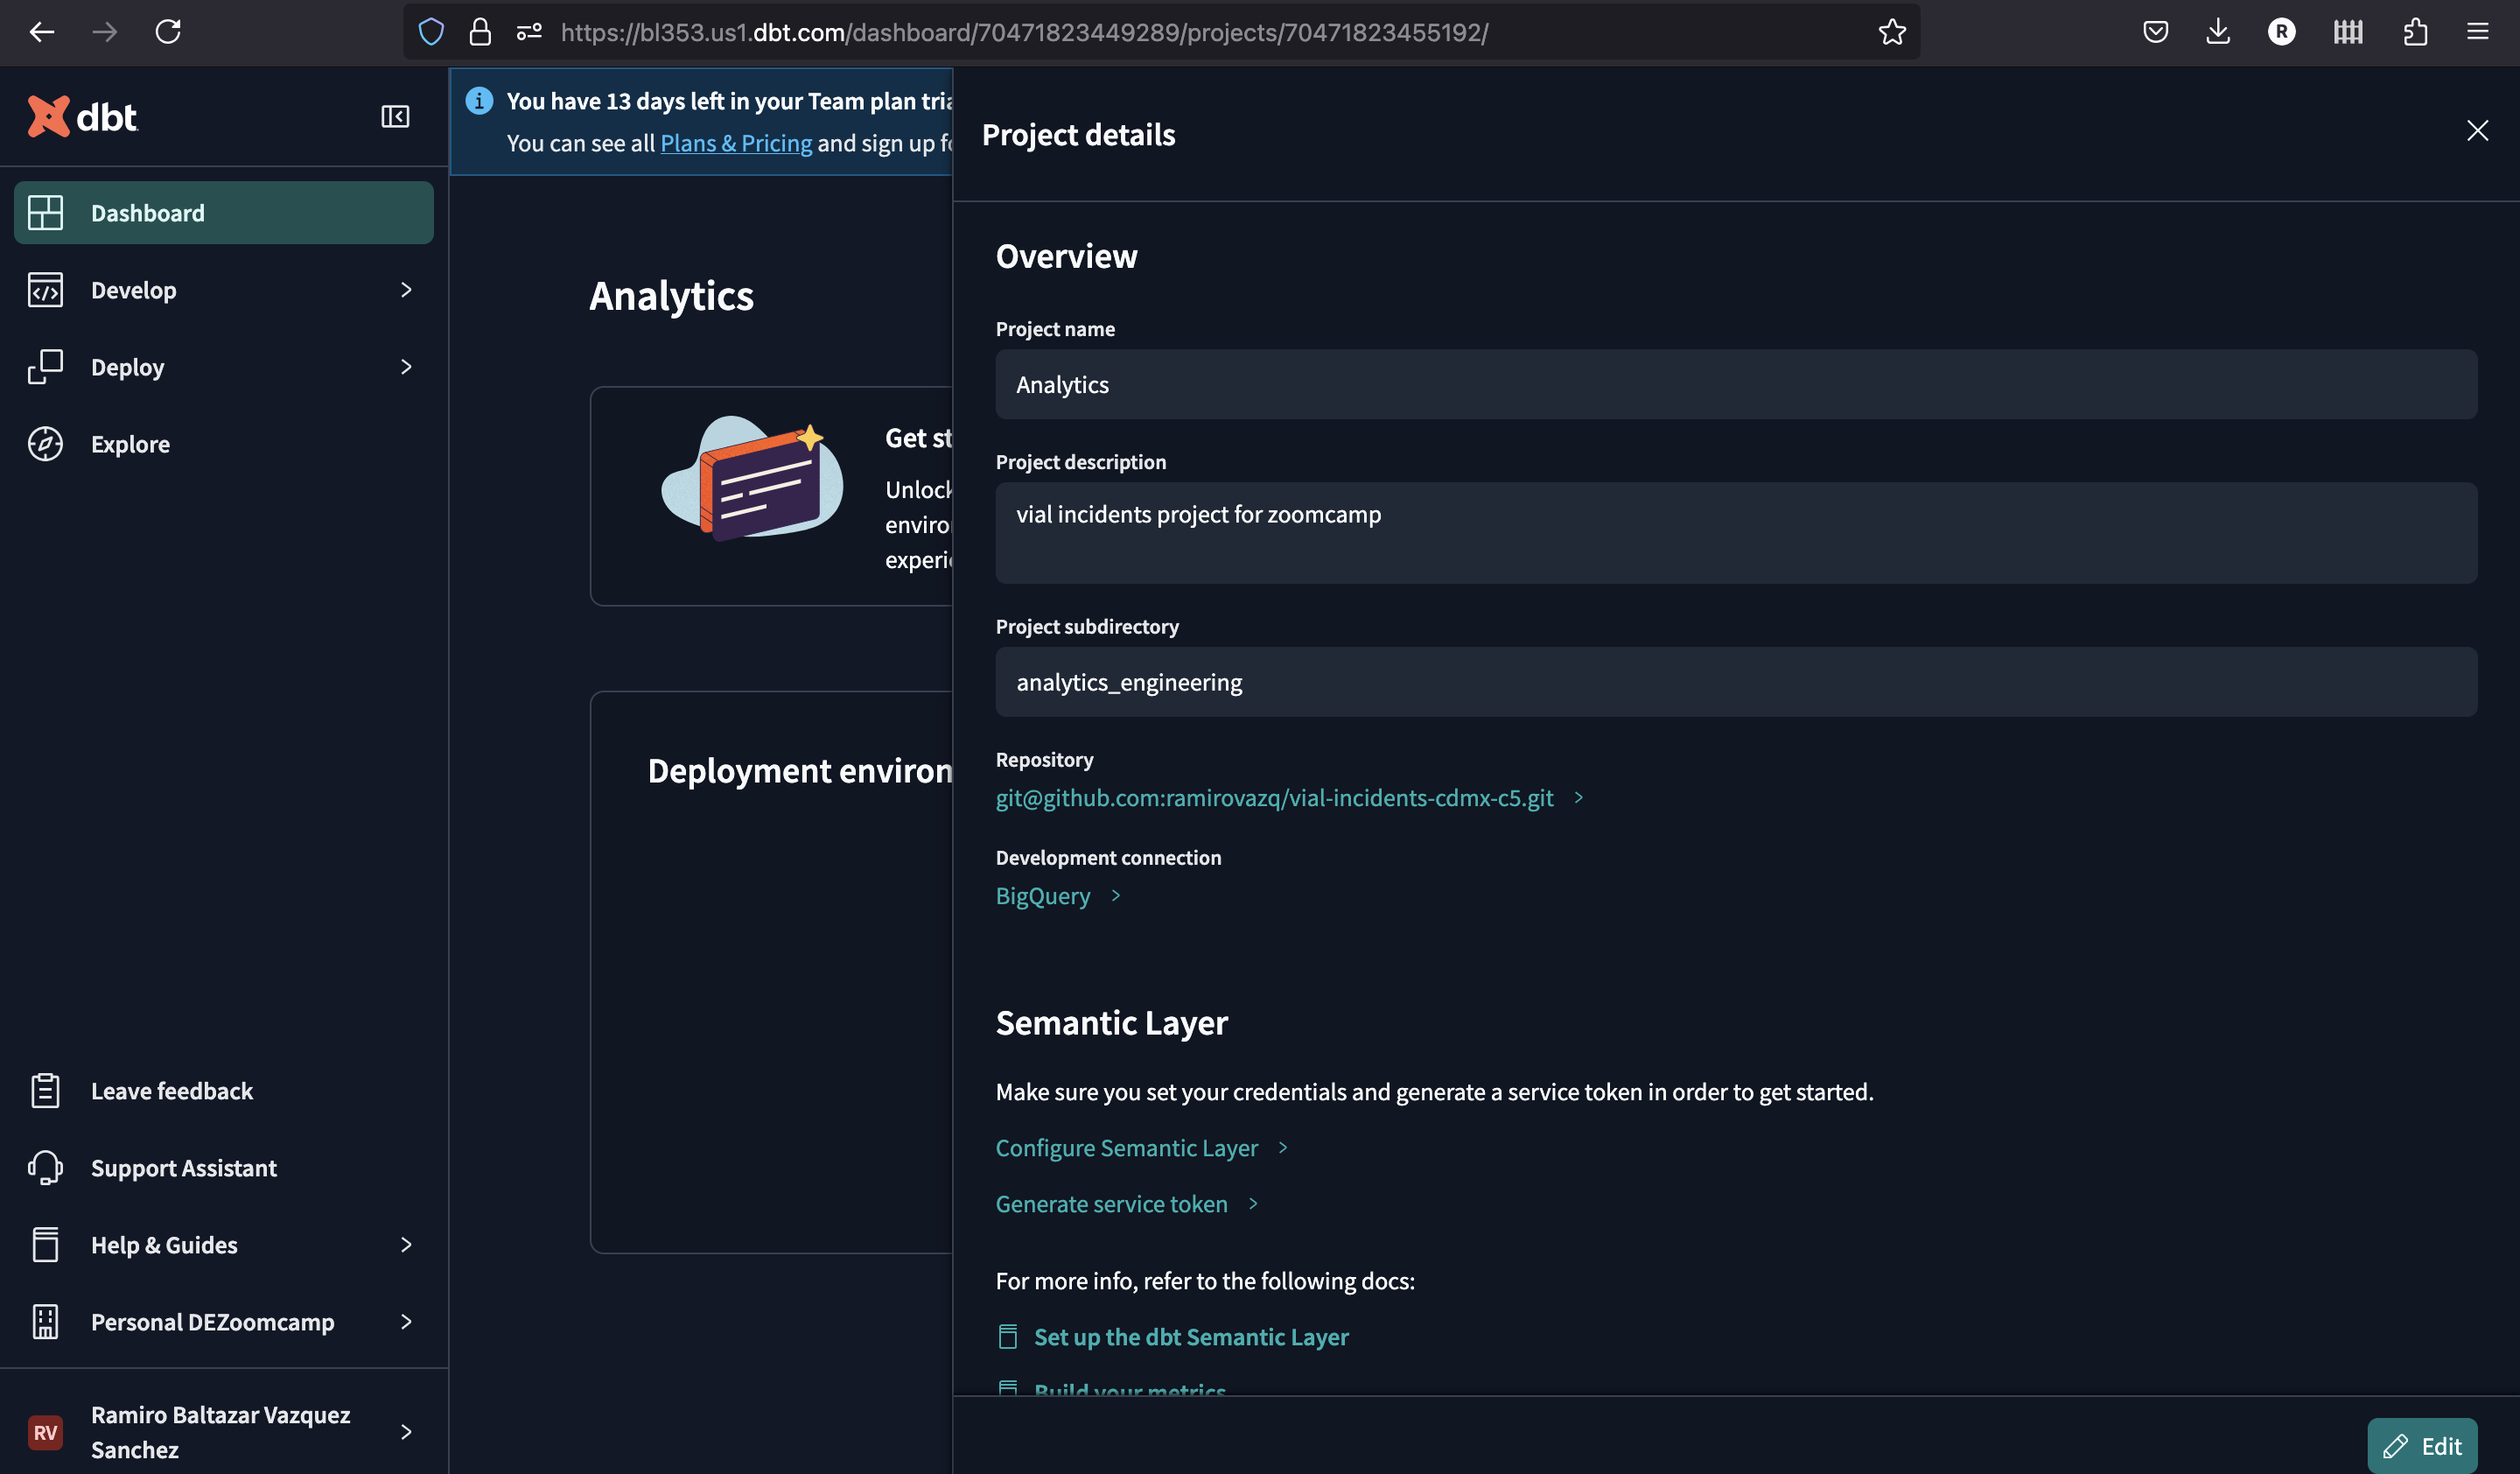 https://bl353.us1.dbt.com/dashboard/70471823449289/projects/70471823455192/
R
dbt
Dashboard
Develop
Deploy
Explore
Leave feedback
Support Assistant
Help & Guides
Personal DEZoomcamp
RV
Ramiro Baltazar Vazquez
Sanchez
You have 13 days left in your Team plan tria
You can see all Plans & Pricing and sign up fo
Analytics
Get st
Unlock
enviro
experie
Deployment environ
Project details
Overview
Project name
Analytics
Project description
vial incidents project for zoomcamp
Project subdirectory
analytics_engineering
Repository
git@github.com:ramirovazq/vial-incidents-cdmx-c5.git
Development connection
BigQuery
Semantic Layer
Make sure you set your credentials and generate a service token in order to get started.
Configure Semantic Layer
Generate service token
For more info, refer to the following docs:
Set up the dbt Semantic Layer
Build your metrics
Edit